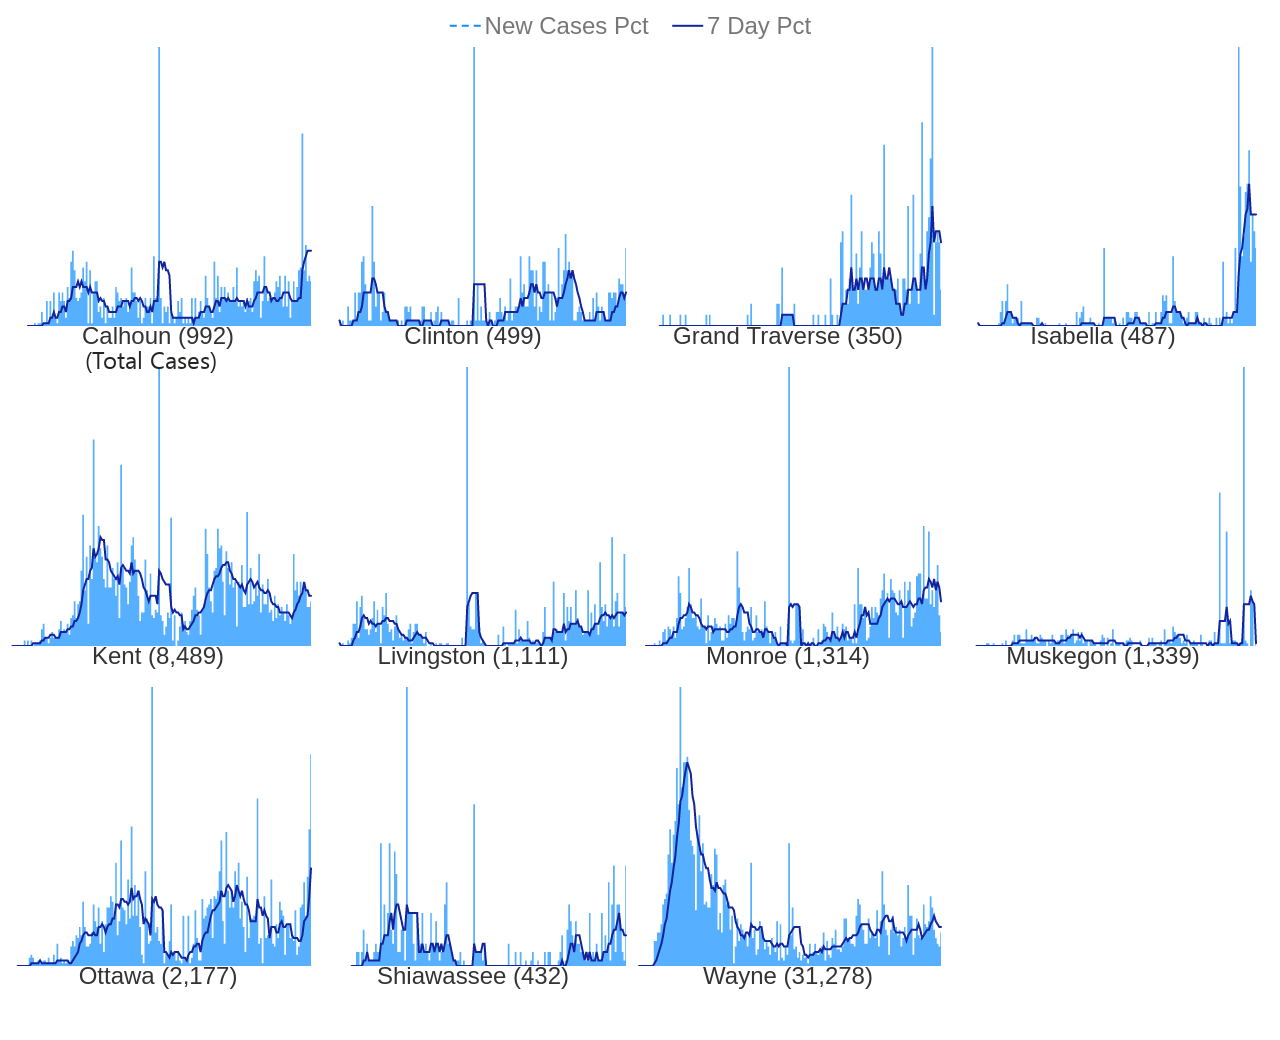 New Cases Pct 7 Day Pct
Calhoun (992) Clinton (499) Grand Traverse (350) Isabella (487)
(Total Cases)
Kent (8,489) Livingston (1,111) Monroe (1,314) Muskegon (1,339)
Ottawa (2,177) Shiawassee (432) Wayne (31,278)